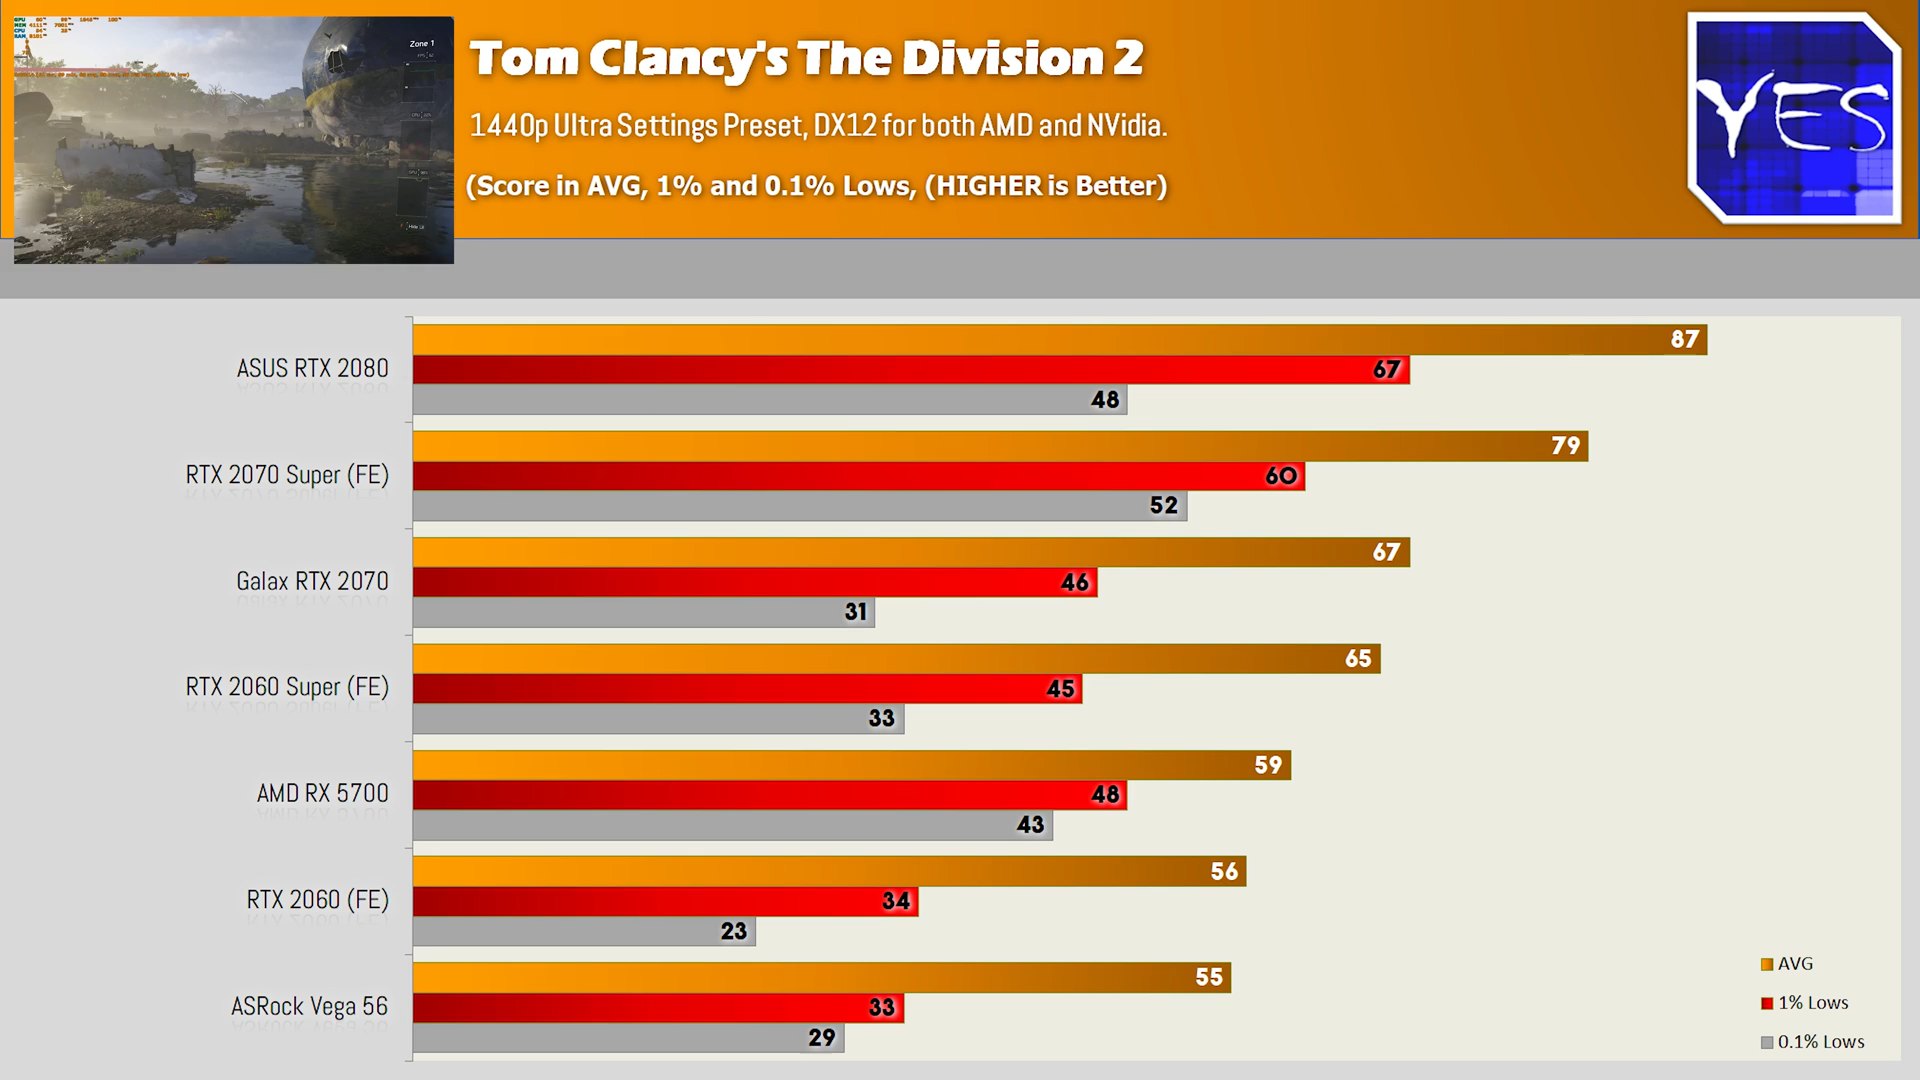 Zone 1
Tom Clancy's The Division 2
1440p Ultra Settings Preset, DX12 for both AMD and NVidia.
(Score in AVG, 1% and 0.1% Lows, (HIGHER is Better)
YES
ASUS RTX 2080
87
67
48
RTX 2070 Super (FE)
79
60
52
Galax RTX 2070
67
46
31
RTX 2060 Super (FE)
65
45
33
AMD RX 5700
59
48
43
RTX 2060 (FE)
56
34
23
ASRock Vega 56
55
33
29
AVG
1% Lows
0.1% Lows